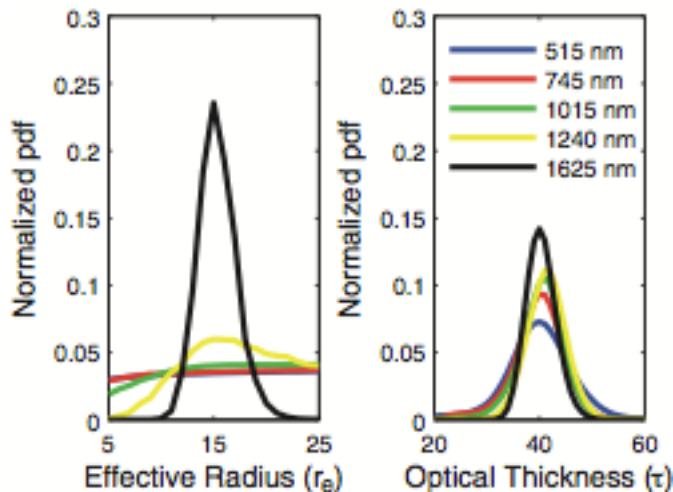 Normalized pdf
0.3
0.25
0.2
0.15
0.1
0.05
0
5
15
25
Effective Radius (rₑ)
Normalized pdf
0.3
0.25
0.2
0.15
0.1
0.05
0
20
40
60
Optical Thickness (τ)
515 nm
745 nm
1015 nm
1240 nm
1625 nm